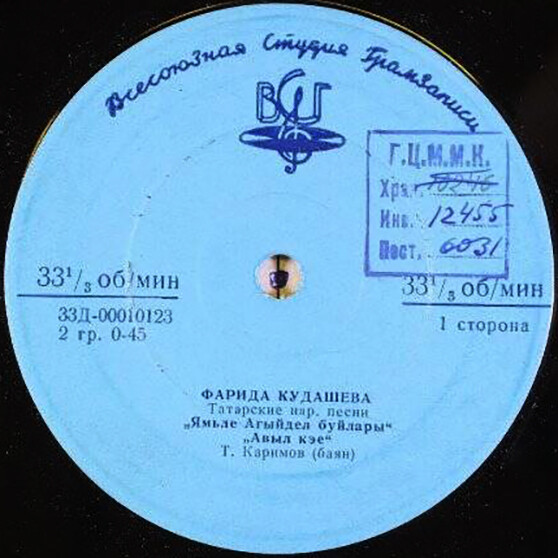 Всесоюзная Студия Грамзаписи
ВСГ
Г.Ц.М.М.К.
Хран. 10246
Инв. 12455
Пост. 6031
33⅓ об/мин
33⅓ об/мин
33Д-00010123
2 гр. 0-45
1 сторона
ФАРИДА КУДАШЕВА
Татарские нар. песни
„Ямьле Агыйдел буйлары“
„Авыл кэе“
Т. Каримов (баян)